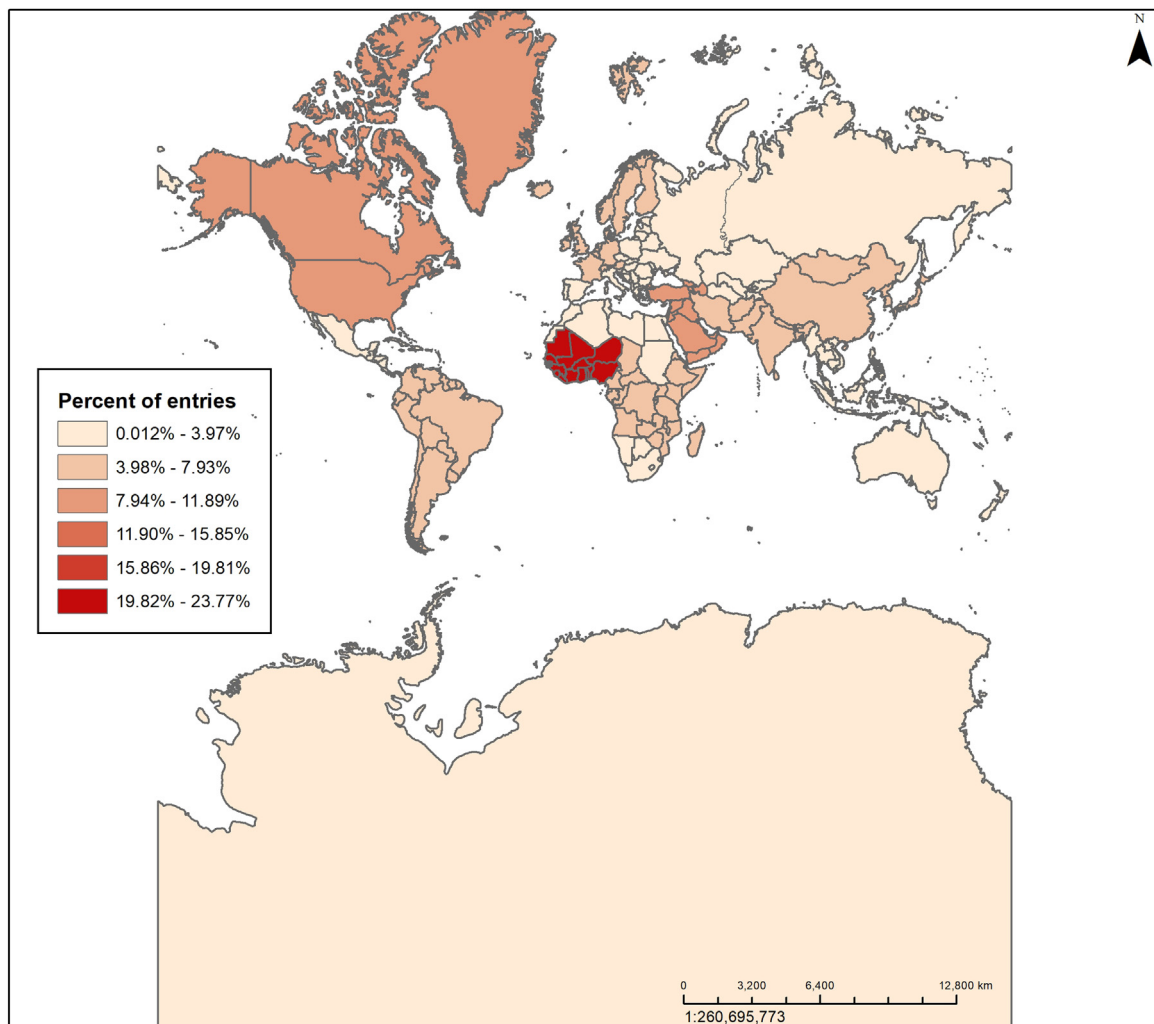 N
Percent of entries
0.012% - 3.97%
3.98% - 7.93%
7.94% - 11.89%
11.90% - 15.85%
15.86% - 19.81%
19.82% - 23.77%
0 3,200 6,400 12,800 km
1:260,695,773